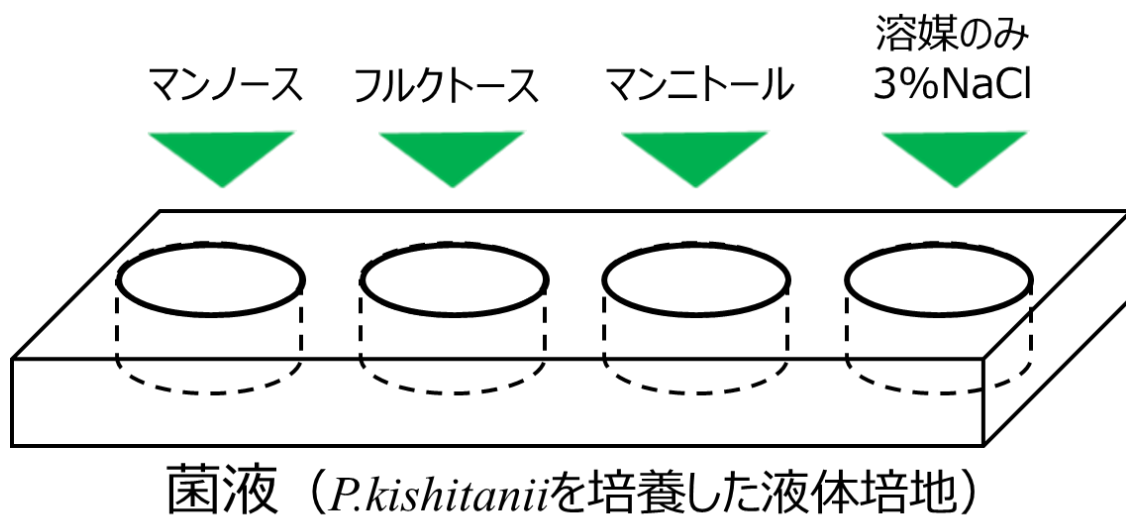 マンノース
フルクトース
マンニトール
溶媒のみ
3%NaCl
菌液（P.kishitaniiを培養した液体培地）